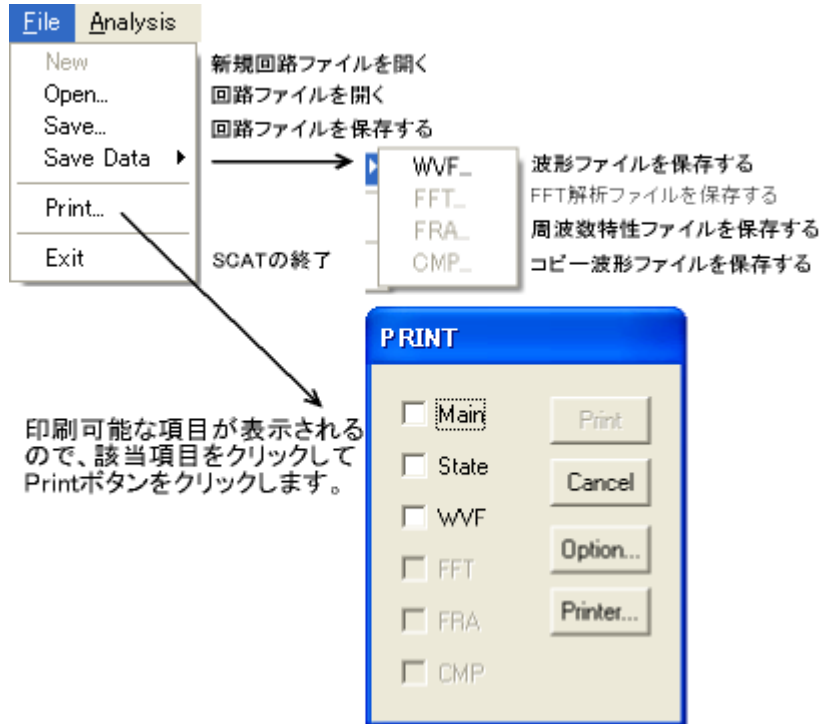 File Analysis
New 新規回路ファイルを開く
Open... 回路ファイルを開く
Save... 回路ファイルを保存する
Save Data
WVF... 波形ファイルを保存する
FFT... FFT解析ファイルを保存する
FRA... 周波数特性ファイルを保存する
CMP... コピー波形ファイルを保存する
Print...
Exit SCATの終了
印刷可能な項目が表示される
ので、該当項目をクリックして
Printボタンをクリックします。
PRINT
Main Print
State Cancel
WVF
FFT Option...
FRA Printer...
CMP